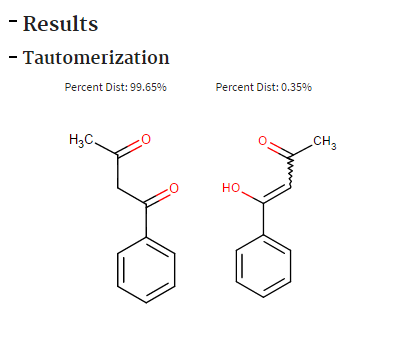 - Results
- Tautomerization
Percent Dist: 99.65% Percent Dist: 0.35%
H3C O O CH3
O HO